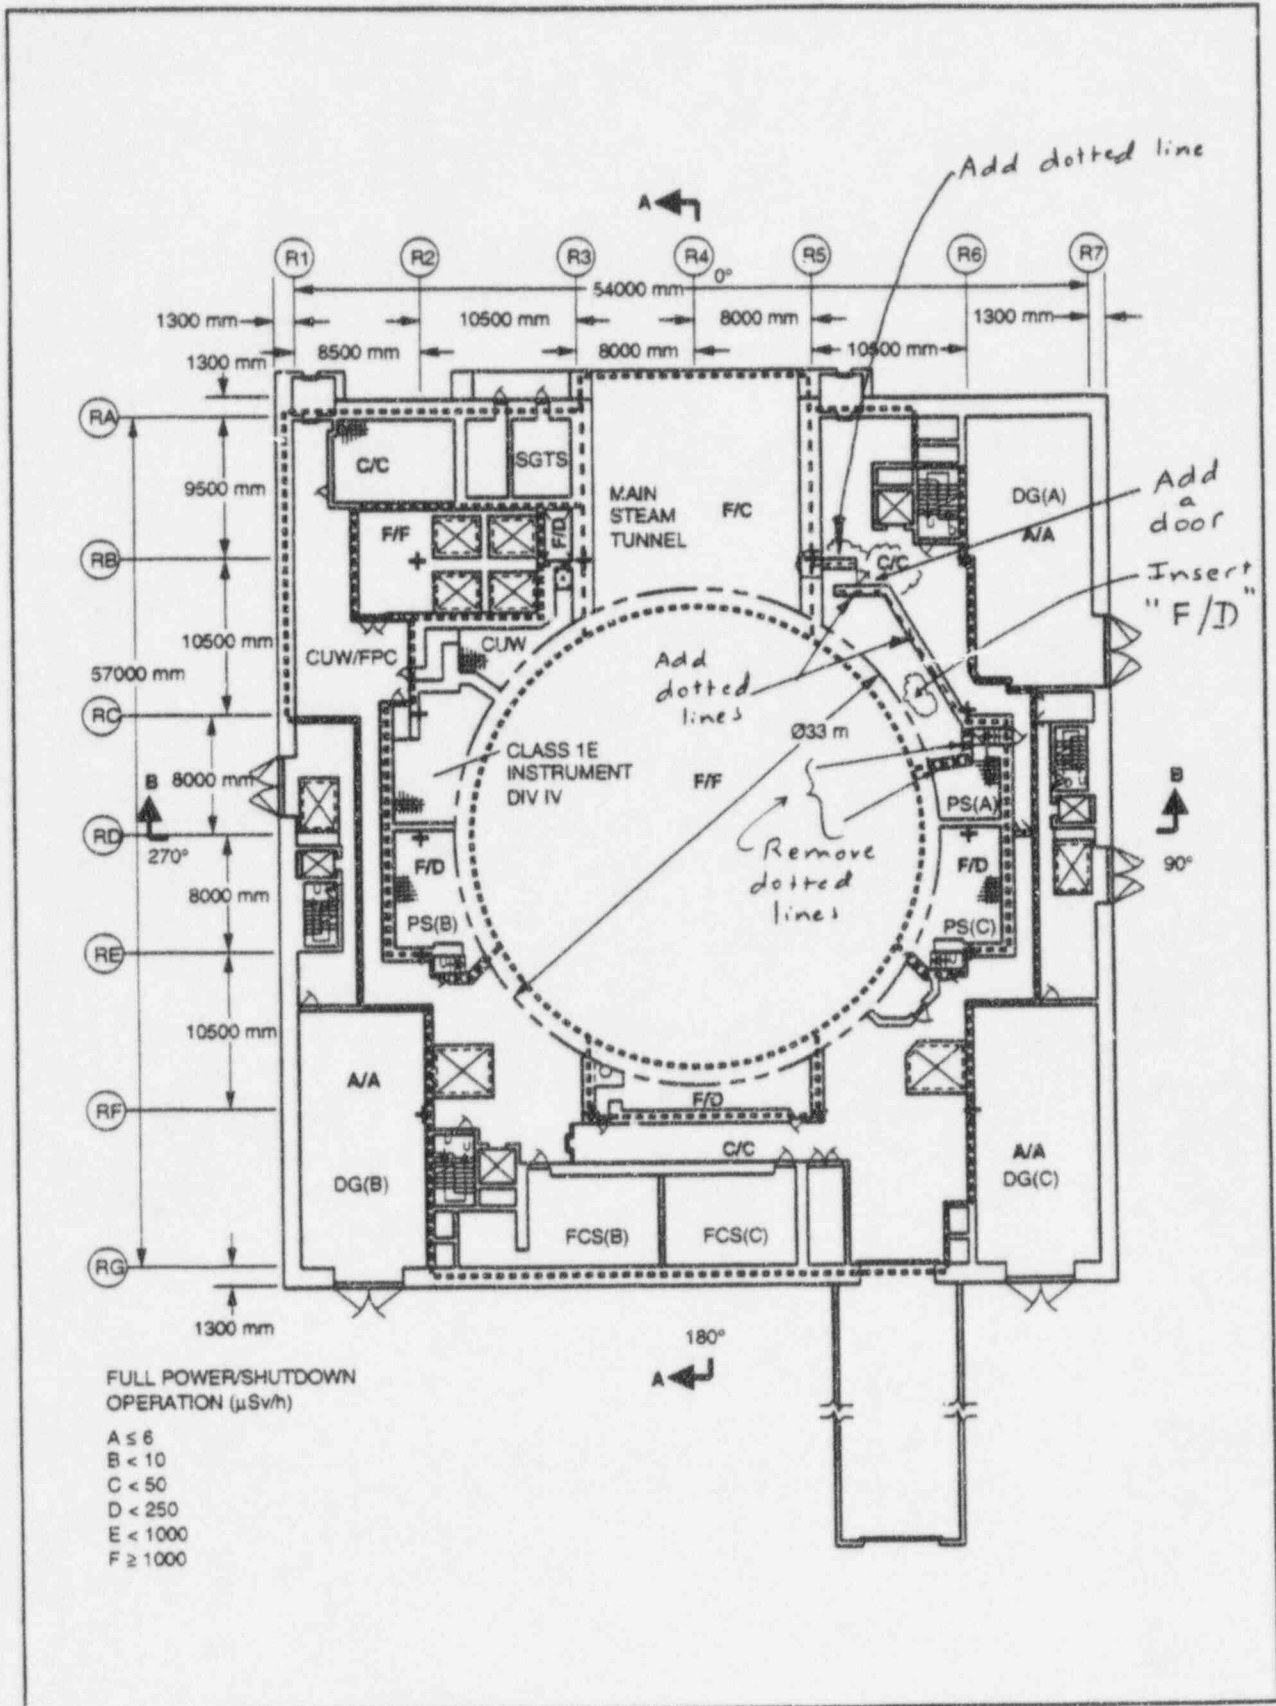 Add dotted line
A
R1
R2
R3
R4
R5
R6
R7
0°
54000 mm
1300 mm
10500 mm
8000 mm
1300 mm
8500 mm
8000 mm
10500 mm
1300 mm
RA
C/C
SGTS
9500 mm
MAIN
STEAM
TUNNEL
F/C
DG(A)
A/A
Add
a
door
F/F
F/D
RB
C/C
Insert
"F/D"
10500 mm
CUW
CUW/FPC
57000 mm
Add
dotted
lines
RC
Ø33 m
CLASS 1E
INSTRUMENT
DIV IV
F/F
B
8000 mm
PS(A)
B
RD
270°
90°
F/D
F/D
Remove
dotted
lines
8000 mm
PS(B)
PS(C)
RE
10500 mm
A/A
F/D
RF
C/C
A/A
DG(C)
DG(B)
FCS(B)
FCS(C)
RG
1300 mm
180°
A
FULL POWER/SHUTDOWN
OPERATION (µSv/h)
A ≤ 6
B < 10
C < 50
D < 250
E < 1000
F ≥ 1000